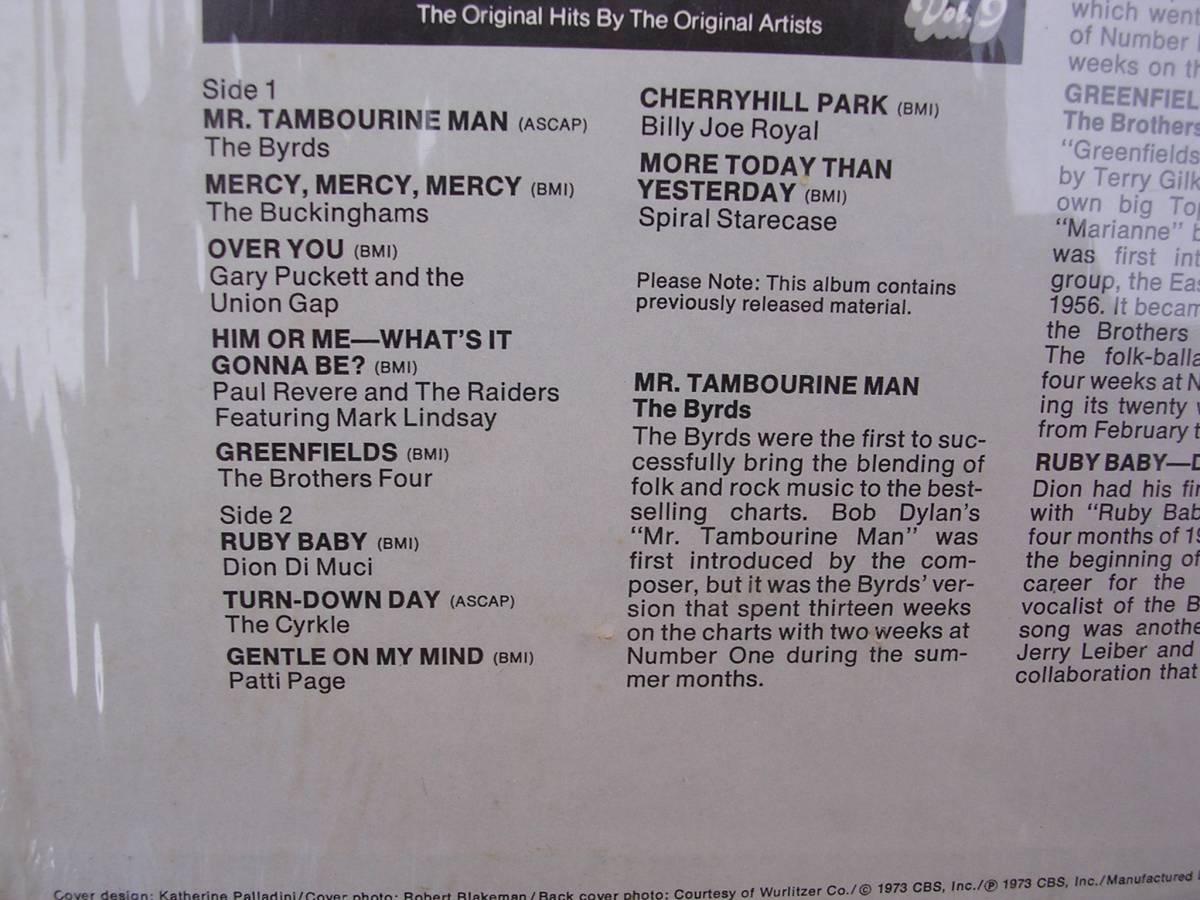 The Original Hits By The Original Artists
Vol. 9
Side 1
MR. TAMBOURINE MAN (ASCAP)
The Byrds
MERCY, MERCY, MERCY (BMI)
The Buckinghams
OVER YOU (BMI)
Gary Puckett and the
Union Gap
HIM OR ME—WHAT'S IT
GONNA BE? (BMI)
Paul Revere and The Raiders
Featuring Mark Lindsay
GREENFIELDS (BMI)
The Brothers Four
Side 2
RUBY BABY (BMI)
Dion Di Muci
TURN-DOWN DAY (ASCAP)
The Cyrkle
GENTLE ON MY MIND (BMI)
Patti Page
CHERRYHILL PARK (BMI)
Billy Joe Royal
MORE TODAY THAN
YESTERDAY (BMI)
Spiral Starecase
Please Note: This album contains
previously released material.
MR. TAMBOURINE MAN
The Byrds
The Byrds were the first to suc-
cessfully bring the blending of
folk and rock music to the best-
selling charts. Bob Dylan's
"Mr. Tambourine Man" was
first introduced by the com-
poser, but it was the Byrds' ver-
sion that spent thirteen weeks
on the charts with two weeks at
Number One during the sum-
mer months.
which went
of Number
weeks on th
GREENFIEL
The Brothers
"Greenfields
by Terry Gilk
own big To
"Marianne" b
was first int
group, the Eas
1956. It becam
the Brothers
The folk-balla
four weeks at N
ing its twenty
from February t
RUBY BABY—D
Dion had his fir
with "Ruby Bab
four months of 19
the beginning of
career for the
vocalist of the B
song was anothe
Jerry Leiber and
collaboration that
Cover design: Katherine Palladini/Cover photo: Robert Blakeman/Back cover photo: Courtesy of Wurlitzer Co./© 1973 CBS, Inc./℗ 1973 CBS, Inc./Manufactured